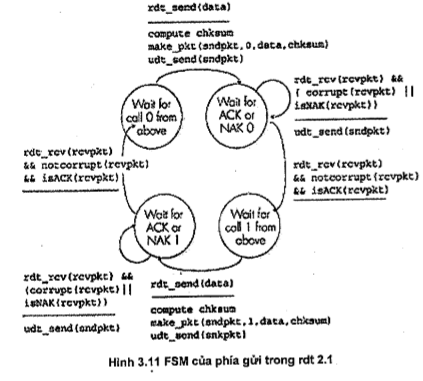 rdt_send(data)
compute chksum
make_pkt(sndpkt,0,data,chksum)
udt_send(sndpkt)
Wait for
call 0 from
above
Wait for
ACK or
NAK 0
rdt_rcv(rcvpkt) &&
( corrupt(rcvpkt) ||
isNAK(rcvpkt))
udt_send(sndpkt)
rdt_rcv(rcvpkt)
&& notcorrupt(rcvpkt)
&& isACK(rcvpkt)
rdt_rcv(rcvpkt)
&& notcorrupt(rcvpkt)
&& isACK(rcvpkt)
Wait for
ACK or
NAK 1
Wait for
call 1 from
above
rdt_rcv(rcvpkt) &&
(corrupt(rcvpkt)||
isNAK(rcvpkt))
udt_send(sndpkt)
rdt_send(data)
compute chksum
make_pkt(sndpkt,1,data,chksum)
udt_send(snkpkt)
Hình 3.11 FSM của phía gửi trong rdt 2.1